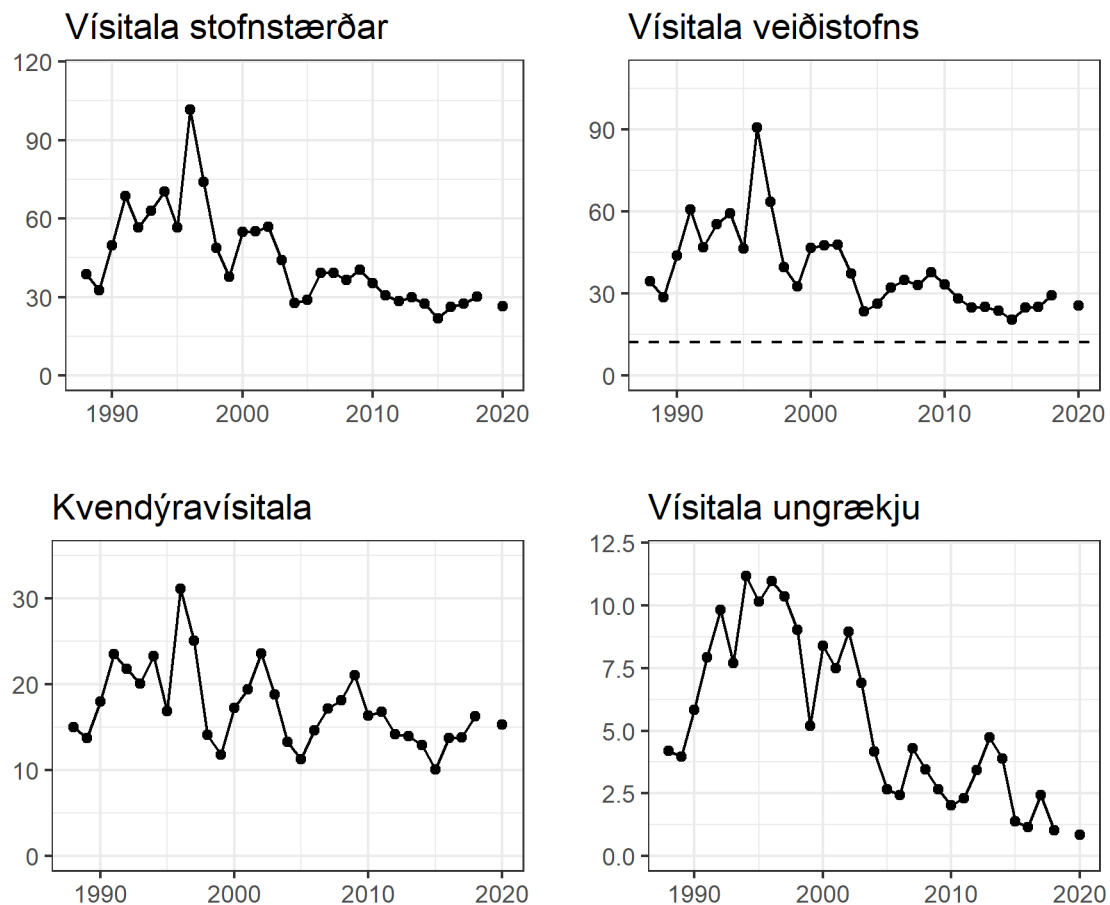 Vísitala stofnstærðar
120
90
60
30
0
1990 2000 2010 2020
Vísitala veiðistofns
90
60
30
0
1990 2000 2010 2020
Kvendýravísitala
30
20
10
0
1990 2000 2010 2020
Vísitala ungrækju
12.5
10.0
7.5
5.0
2.5
0.0
1990 2000 2010 2020